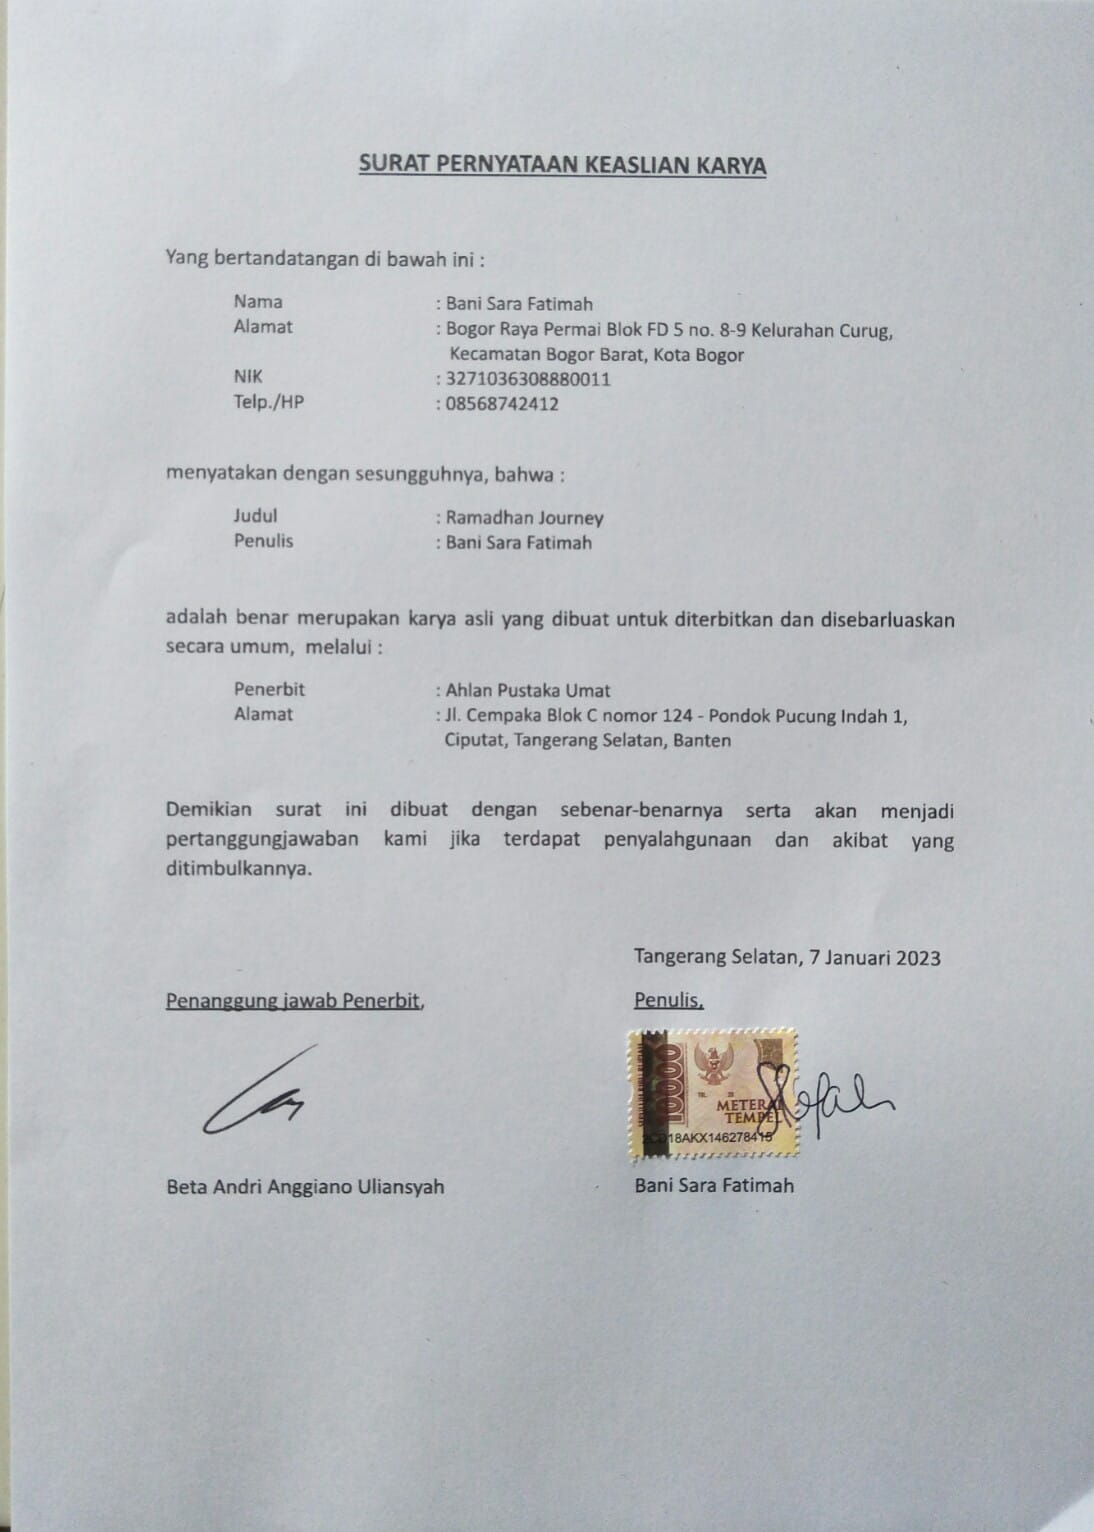 SURAT PERNYATAAN KEASLIAN KARYA
Yang bertandatangan di bawah ini :
Nama : Bani Sara Fatimah
Alamat : Bogor Raya Permai Blok FD 5 no. 8-9 Kelurahan Curug,
Kecamatan Bogor Barat, Kota Bogor
NIK : 3271036308880011
Telp./HP : 08568742412
menyatakan dengan sesungguhnya, bahwa :
Judul : Ramadhan Journey
Penulis : Bani Sara Fatimah
adalah benar merupakan karya asli yang dibuat untuk diterbitkan dan disebarluaskan
secara umum, melalui :
Penerbit : Ahlan Pustaka Umat
Alamat : Jl. Cempaka Blok C nomor 124 - Pondok Pucung Indah 1,
Ciputat, Tangerang Selatan, Banten
Demikian surat ini dibuat dengan sebenar-benarnya serta akan menjadi
pertanggungjawaban kami jika terdapat penyalahgunaan dan akibat yang
ditimbulkannya.
Tangerang Selatan, 7 Januari 2023
Penanggung jawab Penerbit, Penulis,
10000
METERAI
TEMPEL
18AKX146278415
Beta Andri Anggiano Uliansyah Bani Sara Fatimah